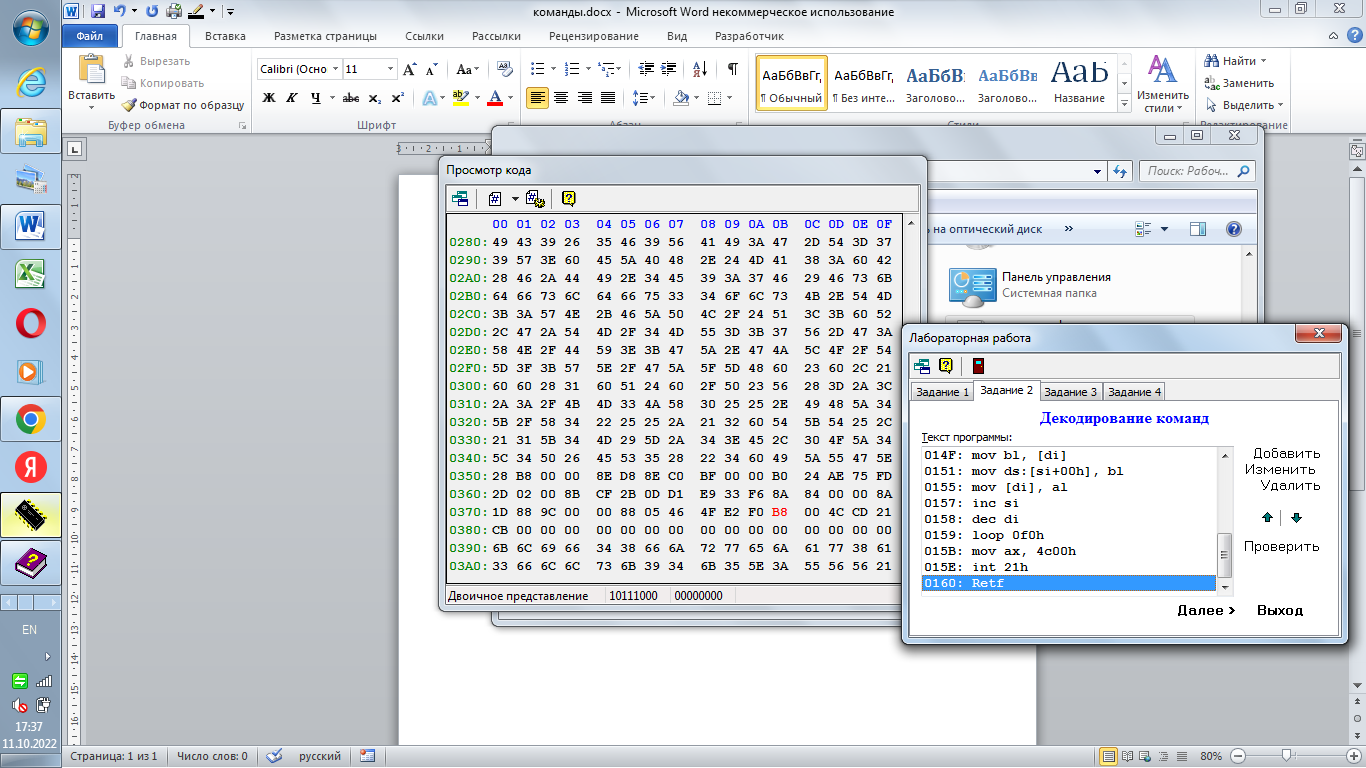 команды.docx - Microsoft Word некоммерческое использование
Файл Главная Вставка Разметка страницы Ссылки Рассылки Рецензирование Вид Разработчик
Вставить
Вырезать
Копировать
Формат по образцу
Буфер обмена
Calibri (Осно 11
Шрифт
АаБбВвГг, АаБбВвГг, АаБбВ АаБбВв АаБ
¶ Обычный ¶ Без инте... Заголово... Заголово... Название
Изменить стили
Стили
Найти
Заменить
Выделить
Редактирование
3 · 2 · 1
Поиск: Рабоч...
ь на оптический диск »
Панель управления
Системная папка
Просмотр кода
00 01 02 03 04 05 06 07 08 09 0A 0B 0C 0D 0E 0F
0280: 49 43 39 26 35 46 39 56 41 49 3A 47 2D 54 3D 37
0290: 39 57 3E 60 45 5A 40 48 2E 24 4D 41 38 3A 60 42
02A0: 28 46 2A 44 49 2E 34 45 39 3A 37 46 29 46 73 6B
02B0: 64 66 73 6C 64 66 75 33 34 6F 6C 73 4B 2E 54 4D
02C0: 3B 3A 57 4E 2B 46 5A 50 4C 2F 24 51 3C 3B 60 52
02D0: 2C 47 2A 54 4D 2F 34 4D 55 3D 3B 37 56 2D 47 3A
02E0: 58 4E 2F 44 59 3E 3B 47 5A 2E 47 4A 5C 4F 2F 54
02F0: 5D 3F 3B 57 5E 2F 47 5A 5F 5D 48 60 23 60 2C 21
0300: 60 60 28 31 60 51 24 60 2F 50 23 56 28 3D 2A 3C
0310: 2A 3A 2F 4B 4D 33 4A 58 30 25 25 2E 49 48 5A 34
0320: 5B 2F 58 34 22 25 25 2A 21 32 60 54 5B 54 25 2C
0330: 21 31 5B 34 4D 29 5D 2A 34 3E 45 2C 30 4F 5A 34
0340: 5C 34 50 26 45 53 35 28 22 34 60 49 5A 55 47 5E
0350: 28 B8 00 00 8E D8 8E C0 BF 00 00 B0 24 AE 75 FD
0360: 2D 02 00 8B CF 2B 0D D1 E9 33 F6 8A 84 00 00 8A
0370: 1D 88 9C 00 00 88 05 46 4F E2 F0 B8 00 4C CD 21
0380: CB 00 00 00 00 00 00 00 00 00 00 00 00 00 00 00
0390: 6B 6C 69 66 34 38 66 6A 72 77 65 6A 61 77 38 61
03A0: 33 66 6C 6C 73 6B 39 34 6B 35 5E 3A 55 56 56 21
Двоичное представление 10111000 00000000
Лабораторная работа
Задание 1 Задание 2 Задание 3 Задание 4
Декодирование команд
Текст программы:
014F: mov bl, [di]
0151: mov ds:[si+00h], bl
0155: mov [di], al
0157: inc si
0158: dec di
0159: loop 0f0h
015B: mov ax, 4c00h
015E: int 21h
0160: Retf
Добавить
Изменить
Удалить
Проверить
Далее > Выход
EN
17:37
11.10.2022
Страница: 1 из 1 Число слов: 0 русский 80%